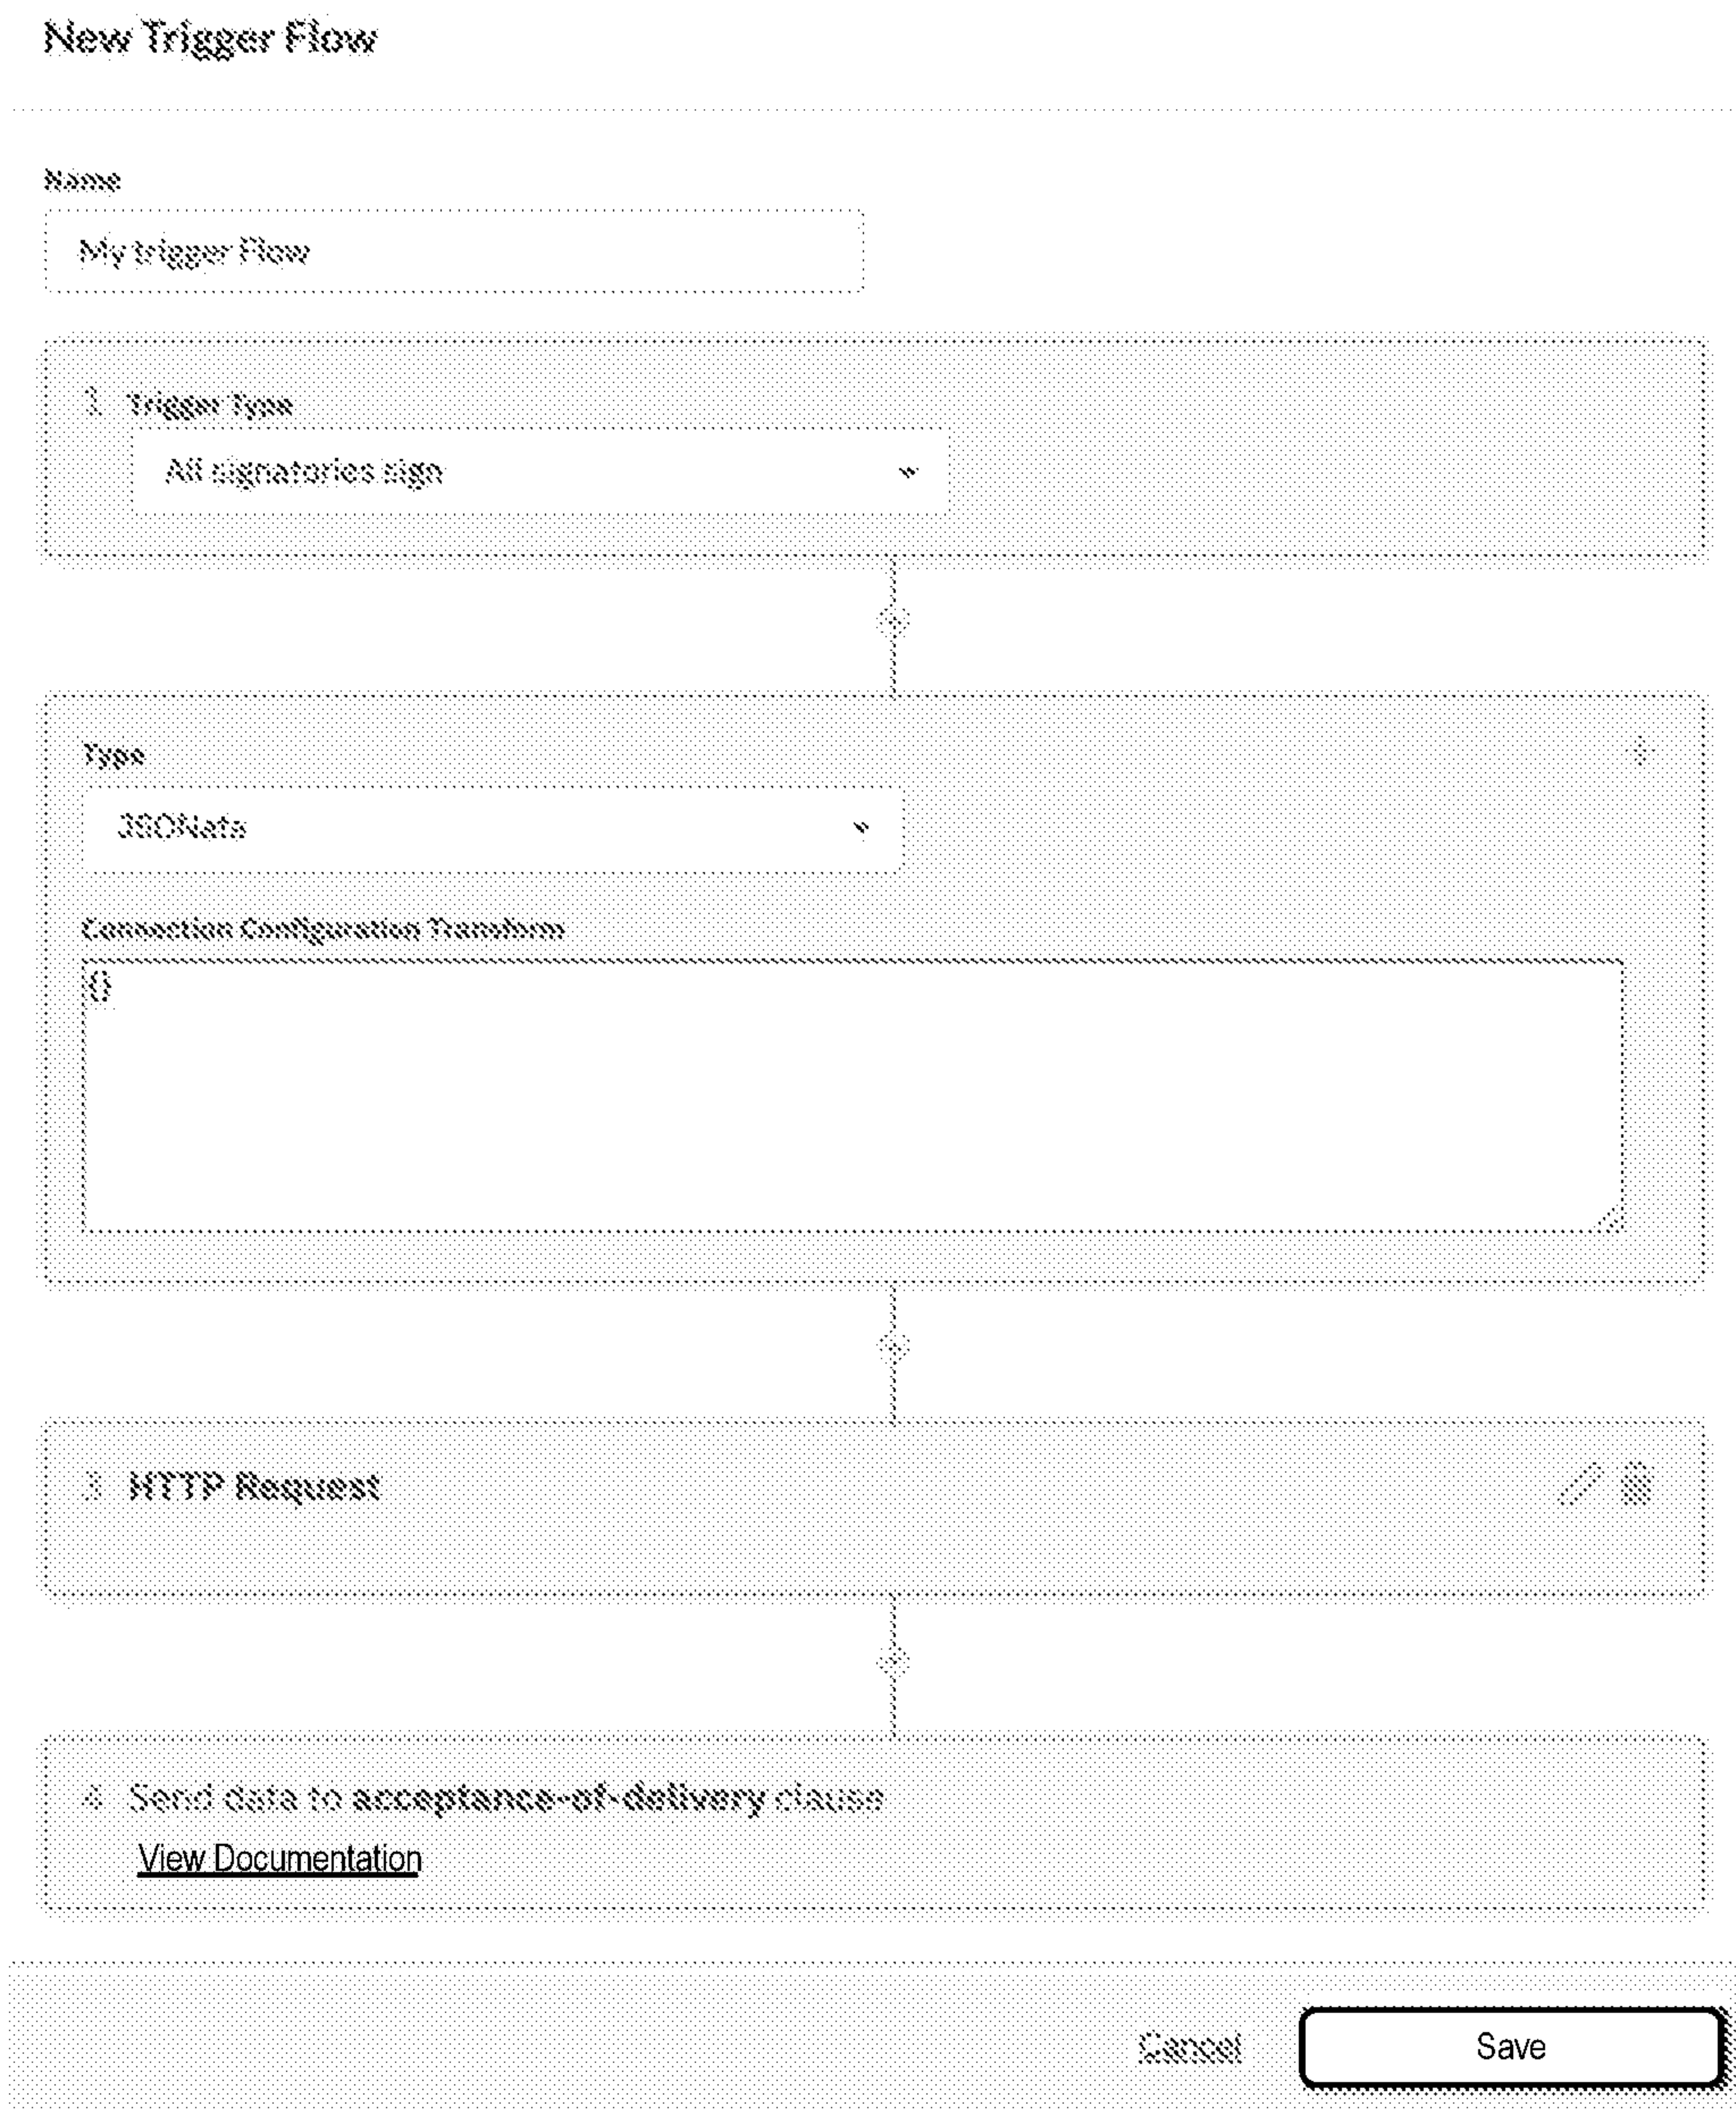 New Trigger Flow
Name
My trigger Flow
1 Trigger Type
All signatories sign
Type
JSONata
Connection Configuration Transform
{}
3 HTTP Request
4 Send data to acceptance-of-delivery clause
View Documentation
Cancel
Save